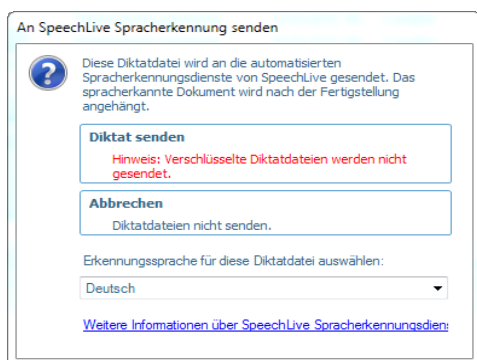 An SpeechLive Spracherkennung senden
Diese Diktatdatei wird an die automatisierten
Spracherkennungsdienste von SpeechLive gesendet. Das
spracherkannte Dokument wird nach der Fertigstellung
angehängt.
Diktat senden
Hinweis: Verschlüsselte Diktatdateien werden nicht
gesendet.
Abbrechen
Diktatdateien nicht senden.
Erkennungssprache für diese Diktatdatei auswählen:
Deutsch
Weitere Informationen über SpeechLive Spracherkennungsdien